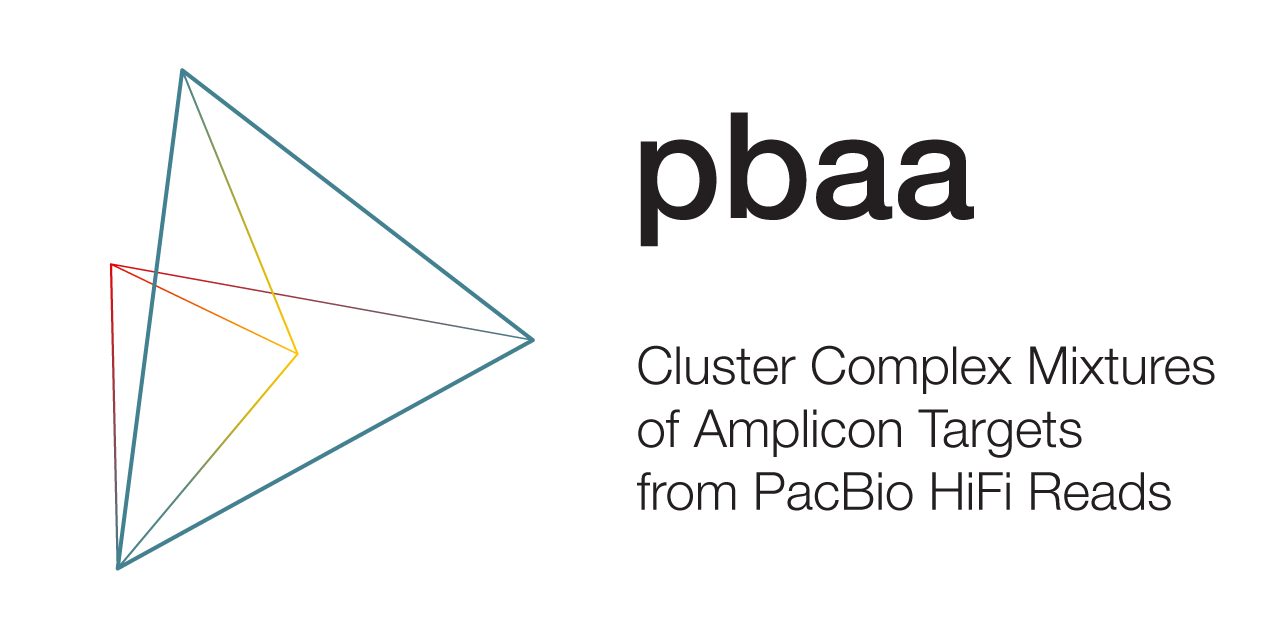 pbaa
Cluster Complex Mixtures
of Amplicon Targets
from PacBio HiFi Reads